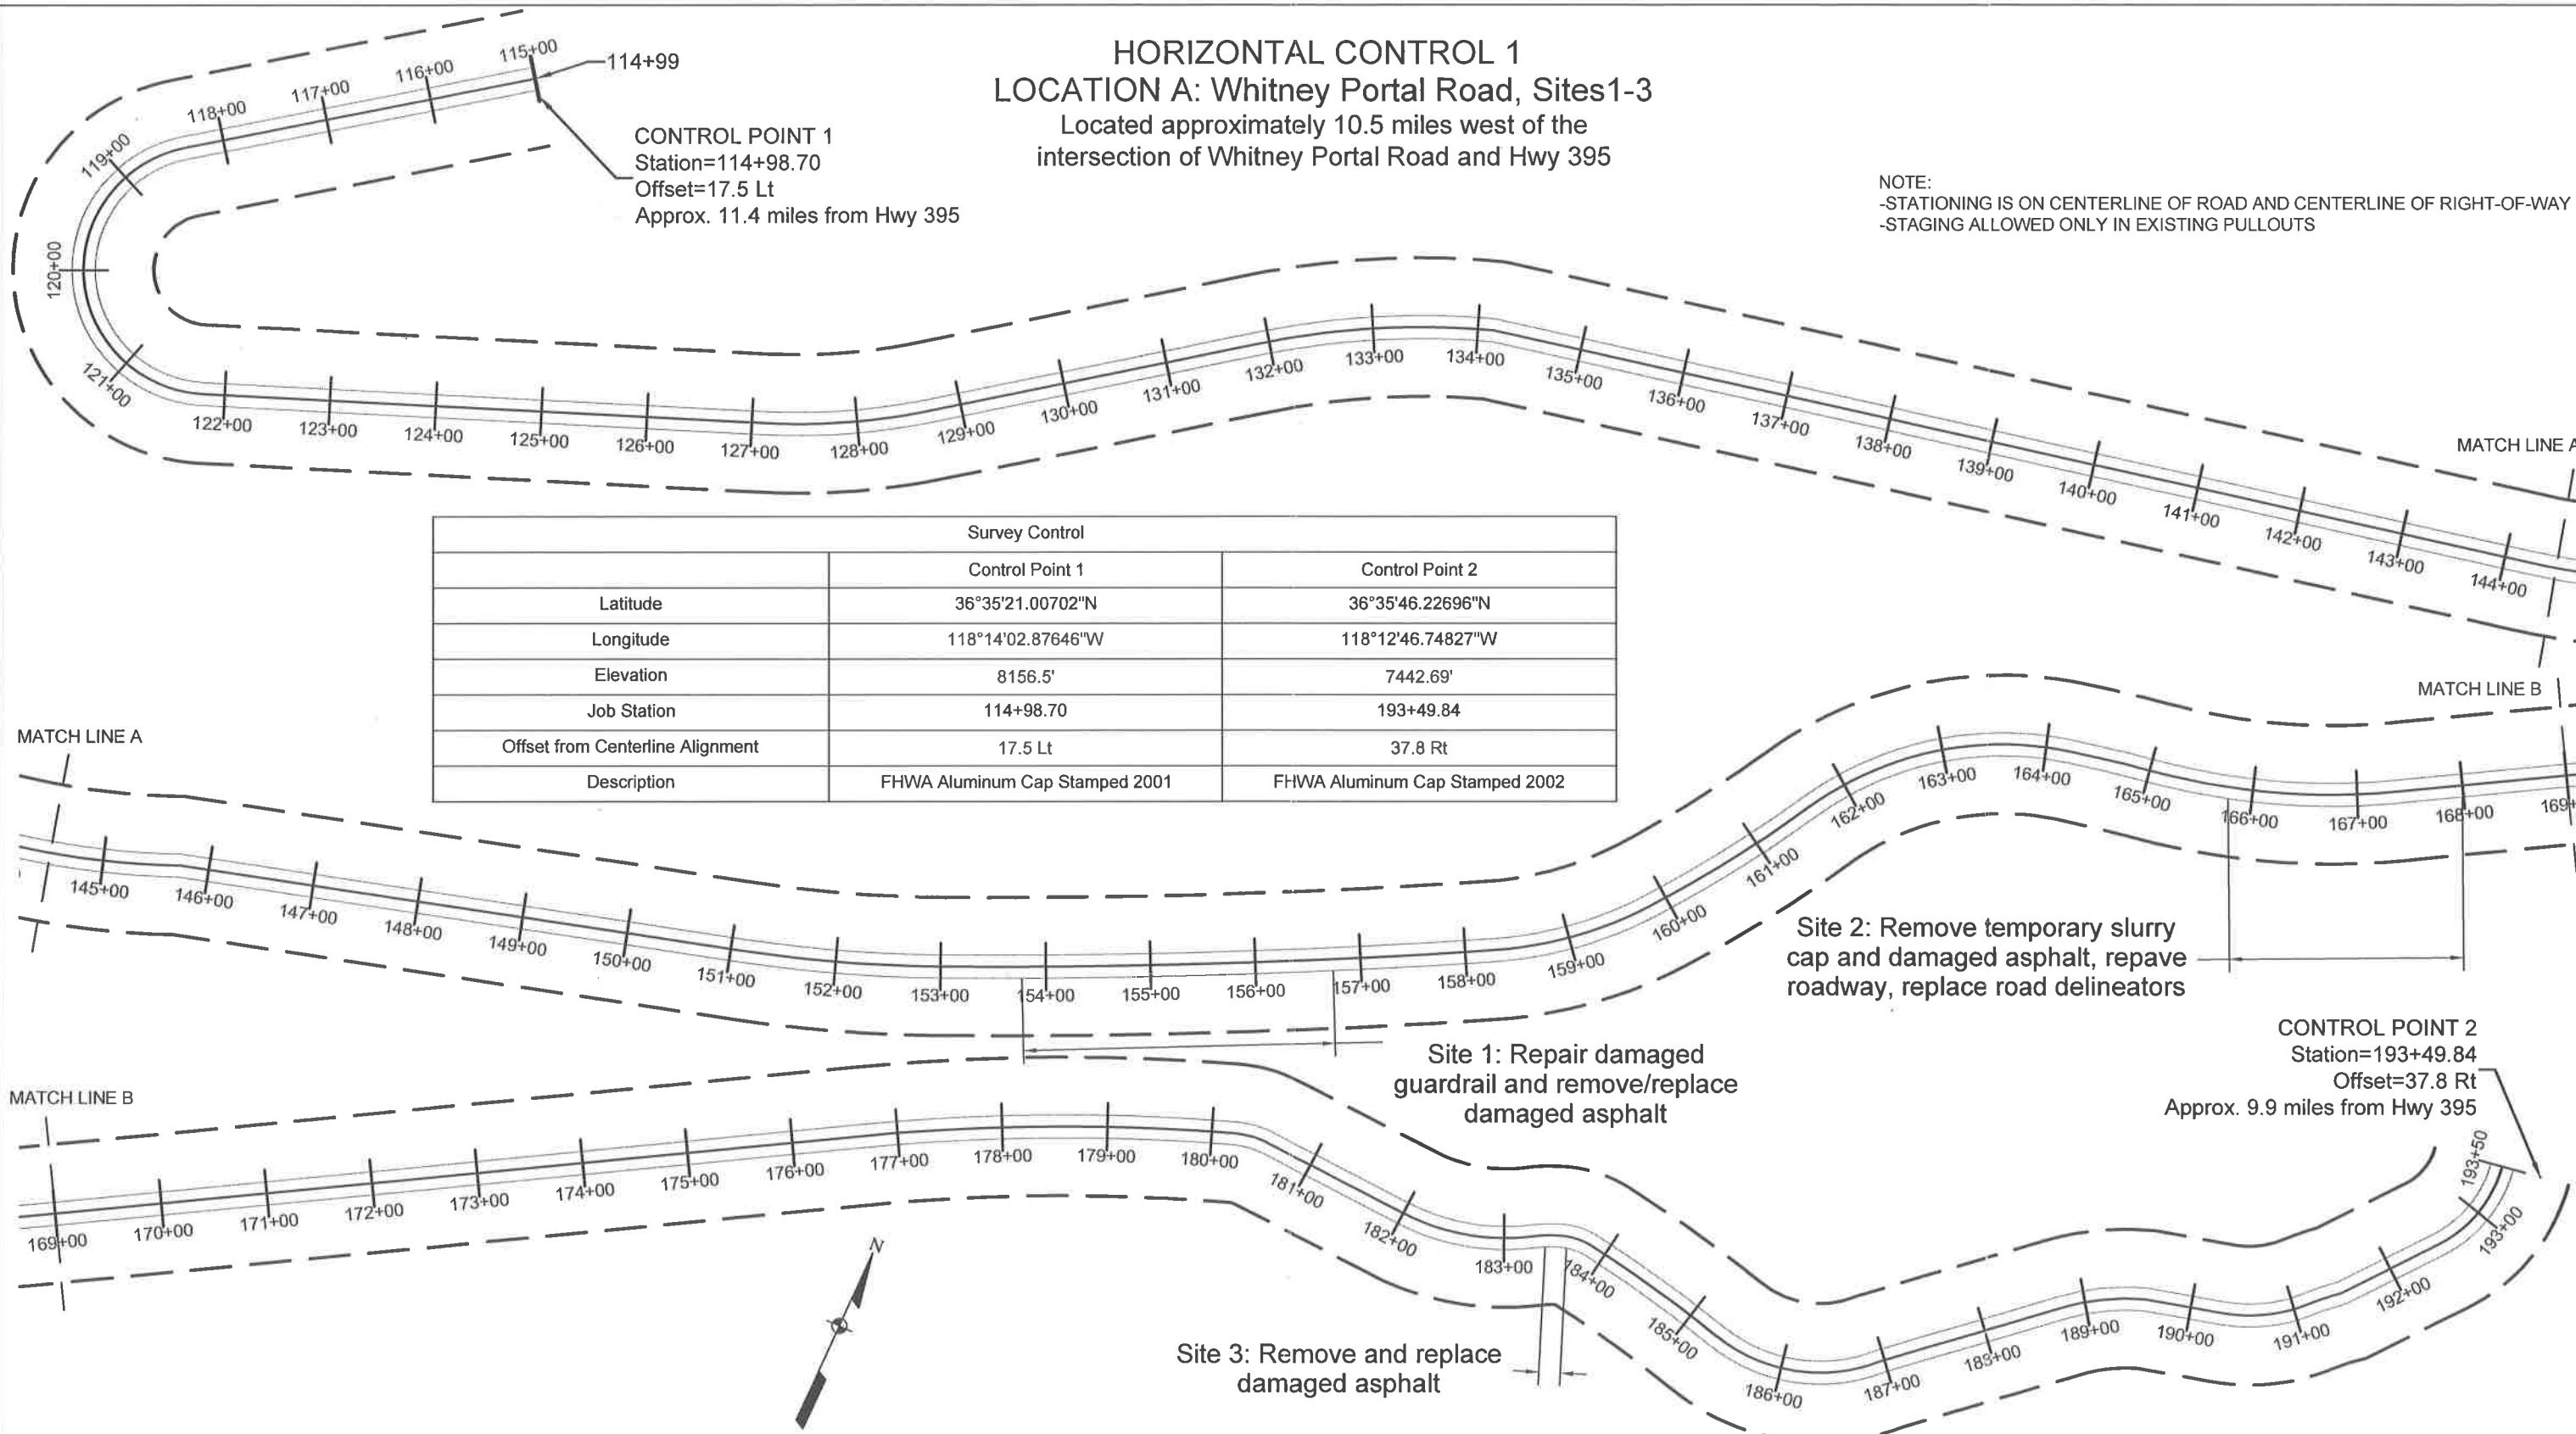 HORIZONTAL CONTROL 1
LOCATION A: Whitney Portal Road, Sites1-3
Located approximately 10.5 miles west of the
intersection of Whitney Portal Road and Hwy 395
NOTE:
-STATIONING IS ON CENTERLINE OF ROAD AND CENTERLINE OF RIGHT-OF-WAY
-STAGING ALLOWED ONLY IN EXISTING PULLOUTS
114+99
115+00
116+00
117+00
118+00
119+00
120+00
121+00
CONTROL POINT 1
Station=114+98.70
Offset=17.5 Lt
Approx. 11.4 miles from Hwy 395
122+00
123+00
124+00
125+00
126+00
127+00
128+00
129+00
130+00
131+00
132+00
133+00
134+00
135+00
136+00
137+00
138+00
139+00
140+00
141+00
142+00
143+00
144+00
MATCH LINE A
Survey Control
Control Point 1 Control Point 2
Latitude 36°35'21.00702"N 36°35'46.22696"N
Longitude 118°14'02.87646"W 118°12'46.74827"W
Elevation 8156.5' 7442.69'
Job Station 114+98.70 193+49.84
Offset from Centerline Alignment 17.5 Lt 37.8 Rt
Description FHWA Aluminum Cap Stamped 2001 FHWA Aluminum Cap Stamped 2002
MATCH LINE A
145+00
146+00
147+00
148+00
149+00
150+00
151+00
152+00
153+00
154+00
155+00
156+00
157+00
158+00
159+00
160+00
161+00
162+00
163+00
164+00
165+00
166+00
167+00
168+00
169+
MATCH LINE B
Site 1: Repair damaged
guardrail and remove/replace
damaged asphalt
Site 2: Remove temporary slurry
cap and damaged asphalt, repave
roadway, replace road delineators
MATCH LINE B
169+00
170+00
171+00
172+00
173+00
174+00
175+00
176+00
177+00
178+00
179+00
180+00
181+00
182+00
183+00
184+00
185+00
186+00
187+00
188+00
189+00
190+00
191+00
192+00
193+00
193+50
CONTROL POINT 2
Station=193+49.84
Offset=37.8 Rt
Approx. 9.9 miles from Hwy 395
Site 3: Remove and replace
damaged asphalt
N